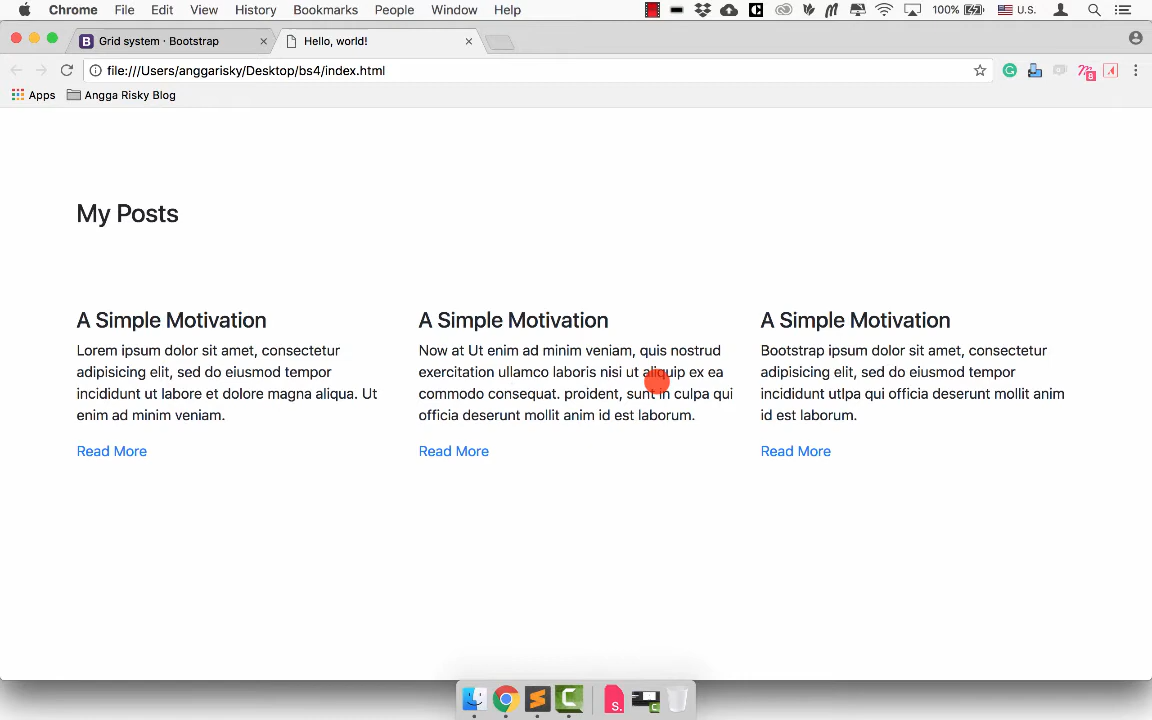 Chrome File Edit View History Bookmarks People Window Help 100% U.S.
B Grid system · Bootstrap Hello, world!
file:///Users/anggarisky/Desktop/bs4/index.html
Apps Angga Risky Blog
My Posts
A Simple Motivation
Lorem ipsum dolor sit amet, consectetur
adipisicing elit, sed do eiusmod tempor
incididunt ut labore et dolore magna aliqua. Ut
enim ad minim veniam.
Read More
A Simple Motivation
Now at Ut enim ad minim veniam, quis nostrud
exercitation ullamco laboris nisi ut aliquip ex ea
commodo consequat. proident, sunt in culpa qui
officia deserunt mollit anim id est laborum.
Read More
A Simple Motivation
Bootstrap ipsum dolor sit amet, consectetur
adipisicing elit, sed do eiusmod tempor
incididunt utlpa qui officia deserunt mollit anim
id est laborum.
Read More
S.